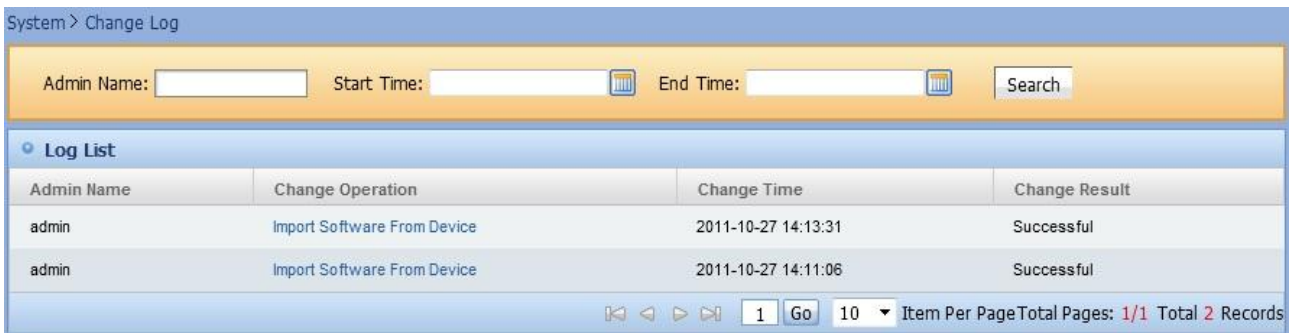 System > Change Log
Admin Name: Start Time: End Time: Search
Log List
Admin Name Change Operation Change Time Change Result
admin Import Software From Device 2011-10-27 14:13:31 Successful
admin Import Software From Device 2011-10-27 14:11:06 Successful
1 Go 10 Item Per PageTotal Pages: 1/1 Total 2 Records